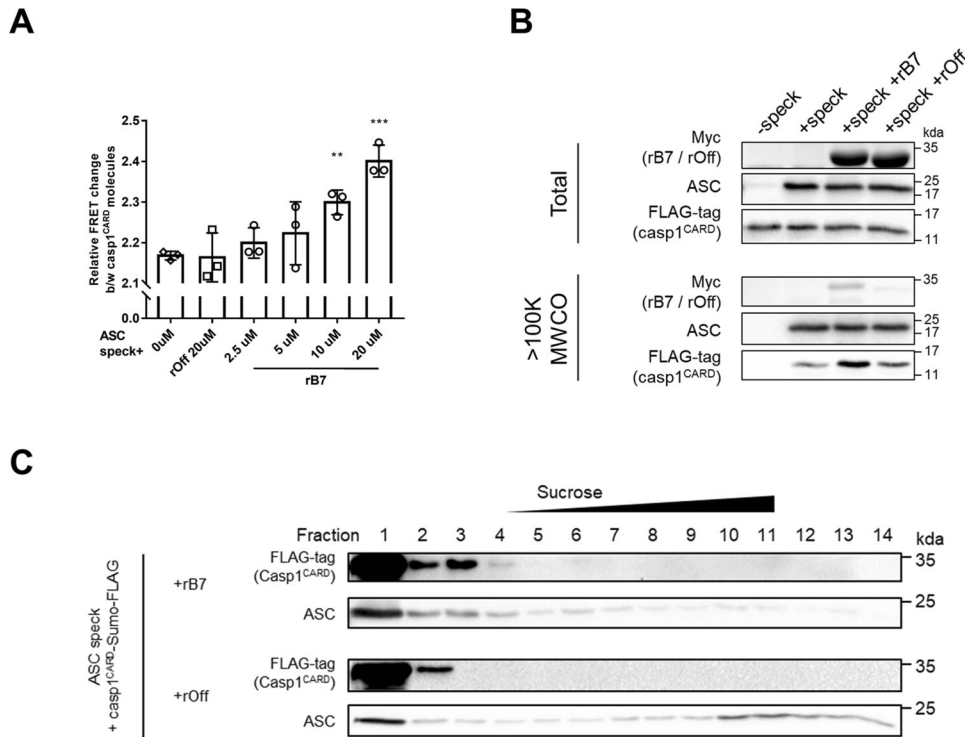 A
Relative FRET change
b/w casp1CARD molecules
2.5
2.4
2.3
2.2
2.1
0.0
**
***
ASC
speck+
0uM
rOff 20uM
2.5 uM
5 uM
10 uM
20 uM
rB7
B
-speck
+speck
+speck +rB7
+speck +rOff
kda
Total
Myc
(rB7 / rOff)
35
ASC
25
17
FLAG-tag
(casp1CARD)
17
11
>100K
MWCO
Myc
(rB7 / rOff)
35
ASC
25
17
FLAG-tag
(casp1CARD)
17
11
C
Sucrose
Fraction 1 2 3 4 5 6 7 8 9 10 11 12 13 14 kda
ASC speck
+ casp1CARD-Sumo-FLAG
+rB7
FLAG-tag
(Casp1CARD)
35
ASC
25
+rOff
FLAG-tag
(Casp1CARD)
35
ASC
25